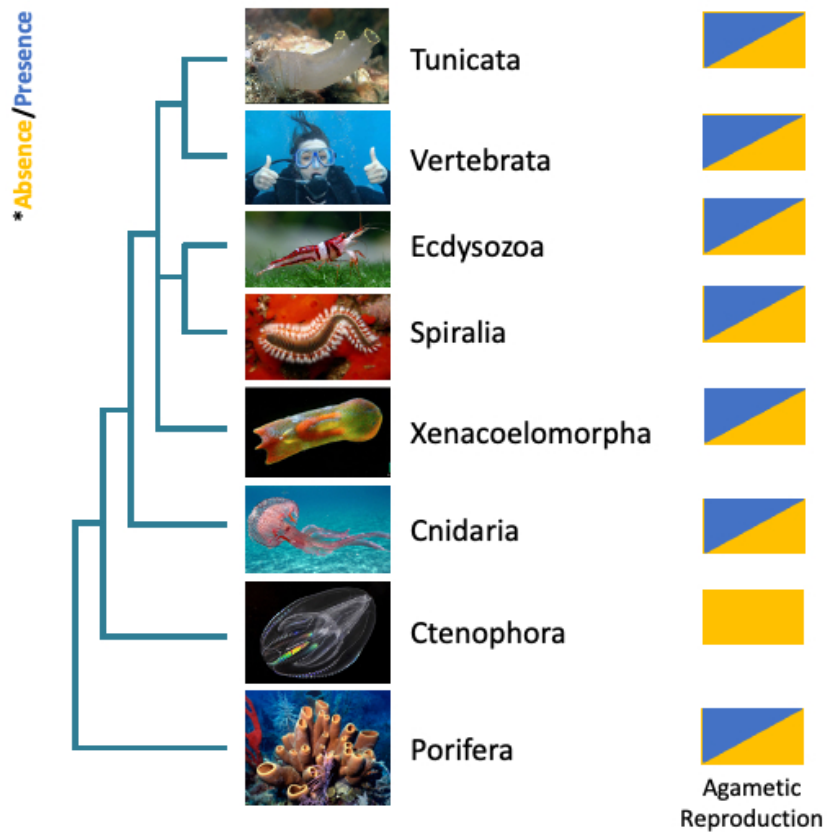 *Absence/Presence
Tunicata
Vertebrata
Ecdysozoa
Spiralia
Xenacoelomorpha
Cnidaria
Ctenophora
Porifera
Agametic
Reproduction